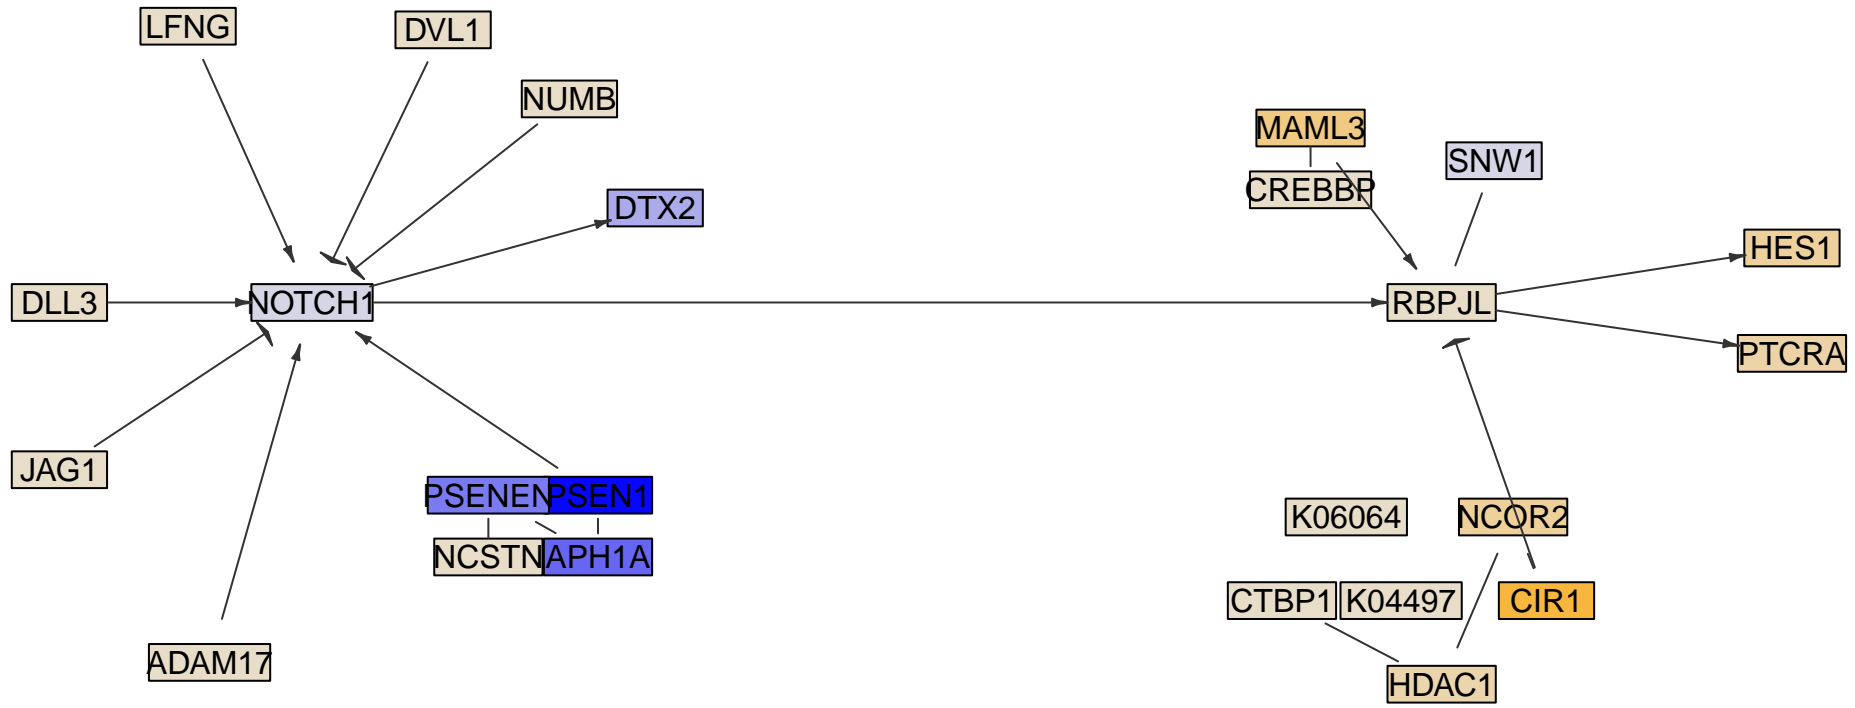 LFNG
DVL1
NUMB
MAML3
SNW1
CREBBP
DTX2
HES1
DLL3
NOTCH1
RBPJL
PTCRA
JAG1
PSENEN
PSEN1
K06064
NCOR2
NCSTN
APH1A
CTBP1
K04497
CIR1
ADAM17
HDAC1